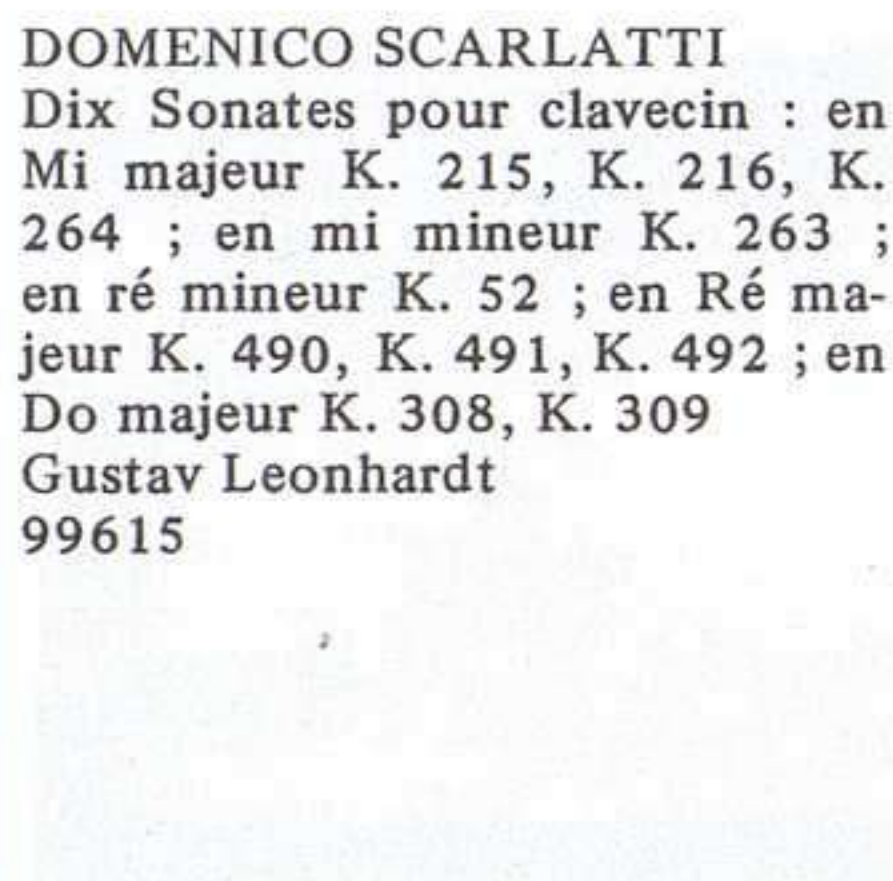 DOMENICO SCARLATTI
Dix Sonates pour clavecin : en
Mi majeur K. 215, K. 216, K.
264 ; en mi mineur K. 263 ;
en ré mineur K. 52 ; en Ré ma-
jeur K. 490, K. 491, K. 492 ; en
Do majeur K. 308, K. 309
Gustav Leonhardt
99615